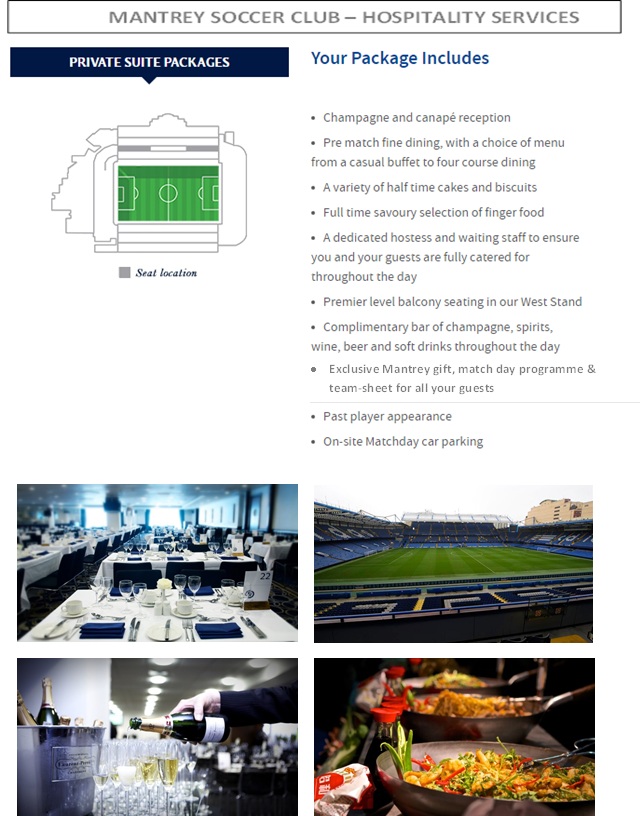 MANTREY SOCCER CLUB – HOSPITALITY SERVICES
PRIVATE SUITE PACKAGES
Seat location
Your Package Includes
• Champagne and canapé reception
• Pre match fine dining, with a choice of menu
from a casual buffet to four course dining
• A variety of half time cakes and biscuits
• Full time savoury selection of finger food
• A dedicated hostess and waiting staff to ensure
you and your guests are fully catered for
throughout the day
• Premier level balcony seating in our West Stand
• Complimentary bar of champagne, spirits,
wine, beer and soft drinks throughout the day
• Exclusive Mantrey gift, match day programme &
team-sheet for all your guests
• Past player appearance
• On-site Matchday car parking
22